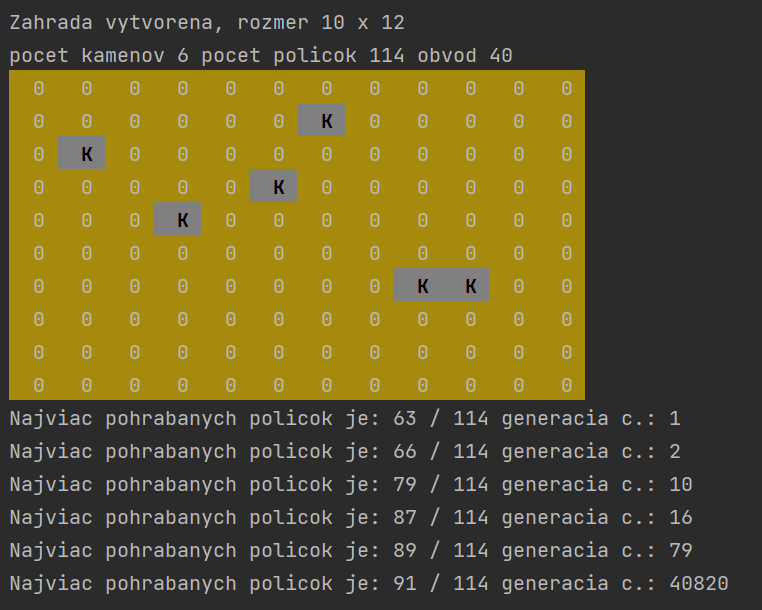 Zahrada vytvorena, rozmer 10 x 12
pocet kamenov 6 pocet policok 114 obvod 40
0 0 0 0 0 0 0 0 0 0 0 0
0 0 0 0 0 0 K 0 0 0 0 0
0 K 0 0 0 0 0 0 0 0 0 0
0 0 0 0 0 K 0 0 0 0 0 0
0 0 0 K 0 0 0 0 0 0 0 0
0 0 0 0 0 0 0 0 0 0 0 0
0 0 0 0 0 0 0 0 K K 0 0
0 0 0 0 0 0 0 0 0 0 0 0
0 0 0 0 0 0 0 0 0 0 0 0
0 0 0 0 0 0 0 0 0 0 0 0
Najviac pohrabanych policok je: 63 / 114 generacia c.: 1
Najviac pohrabanych policok je: 66 / 114 generacia c.: 2
Najviac pohrabanych policok je: 79 / 114 generacia c.: 10
Najviac pohrabanych policok je: 87 / 114 generacia c.: 16
Najviac pohrabanych policok je: 89 / 114 generacia c.: 79
Najviac pohrabanych policok je: 91 / 114 generacia c.: 40820